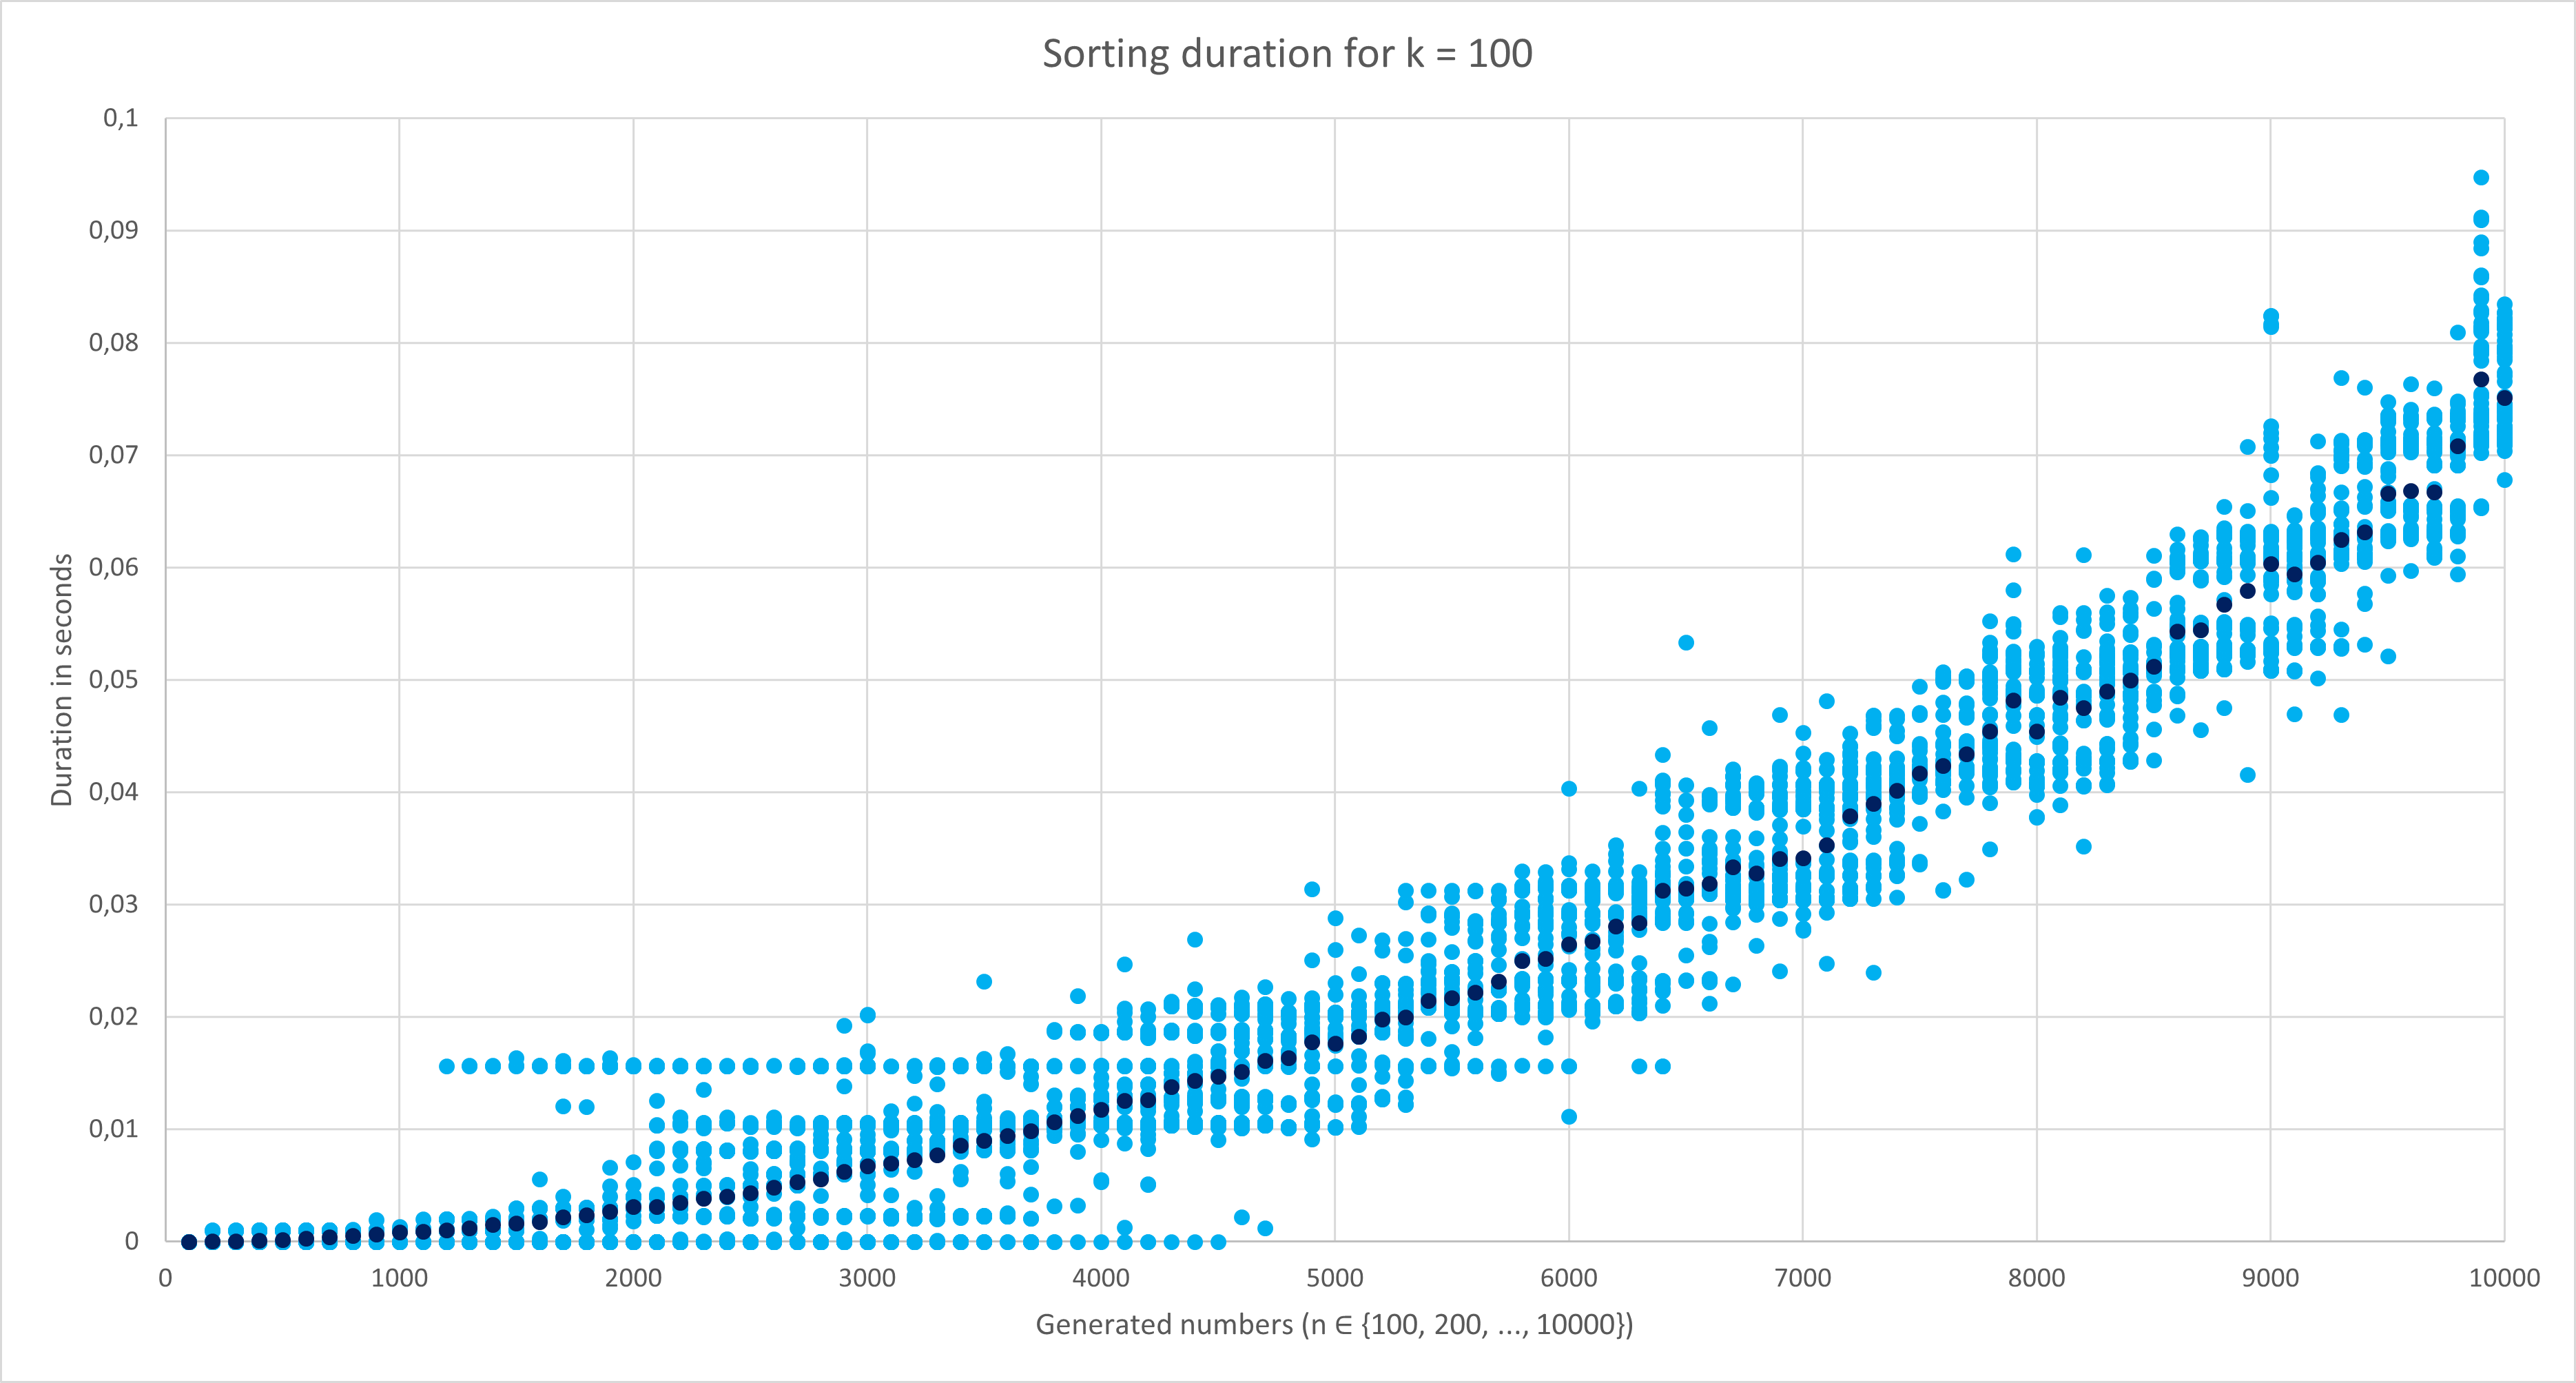 Sorting duration for k = 100
0,1
0,09
0,08
0,07
0,06
0,05
0,04
0,03
0,02
0,01
0
Duration in seconds
0 1000 2000 3000 4000 5000 6000 7000 8000 9000 10000
Generated numbers (n ∈ {100, 200, ..., 10000})